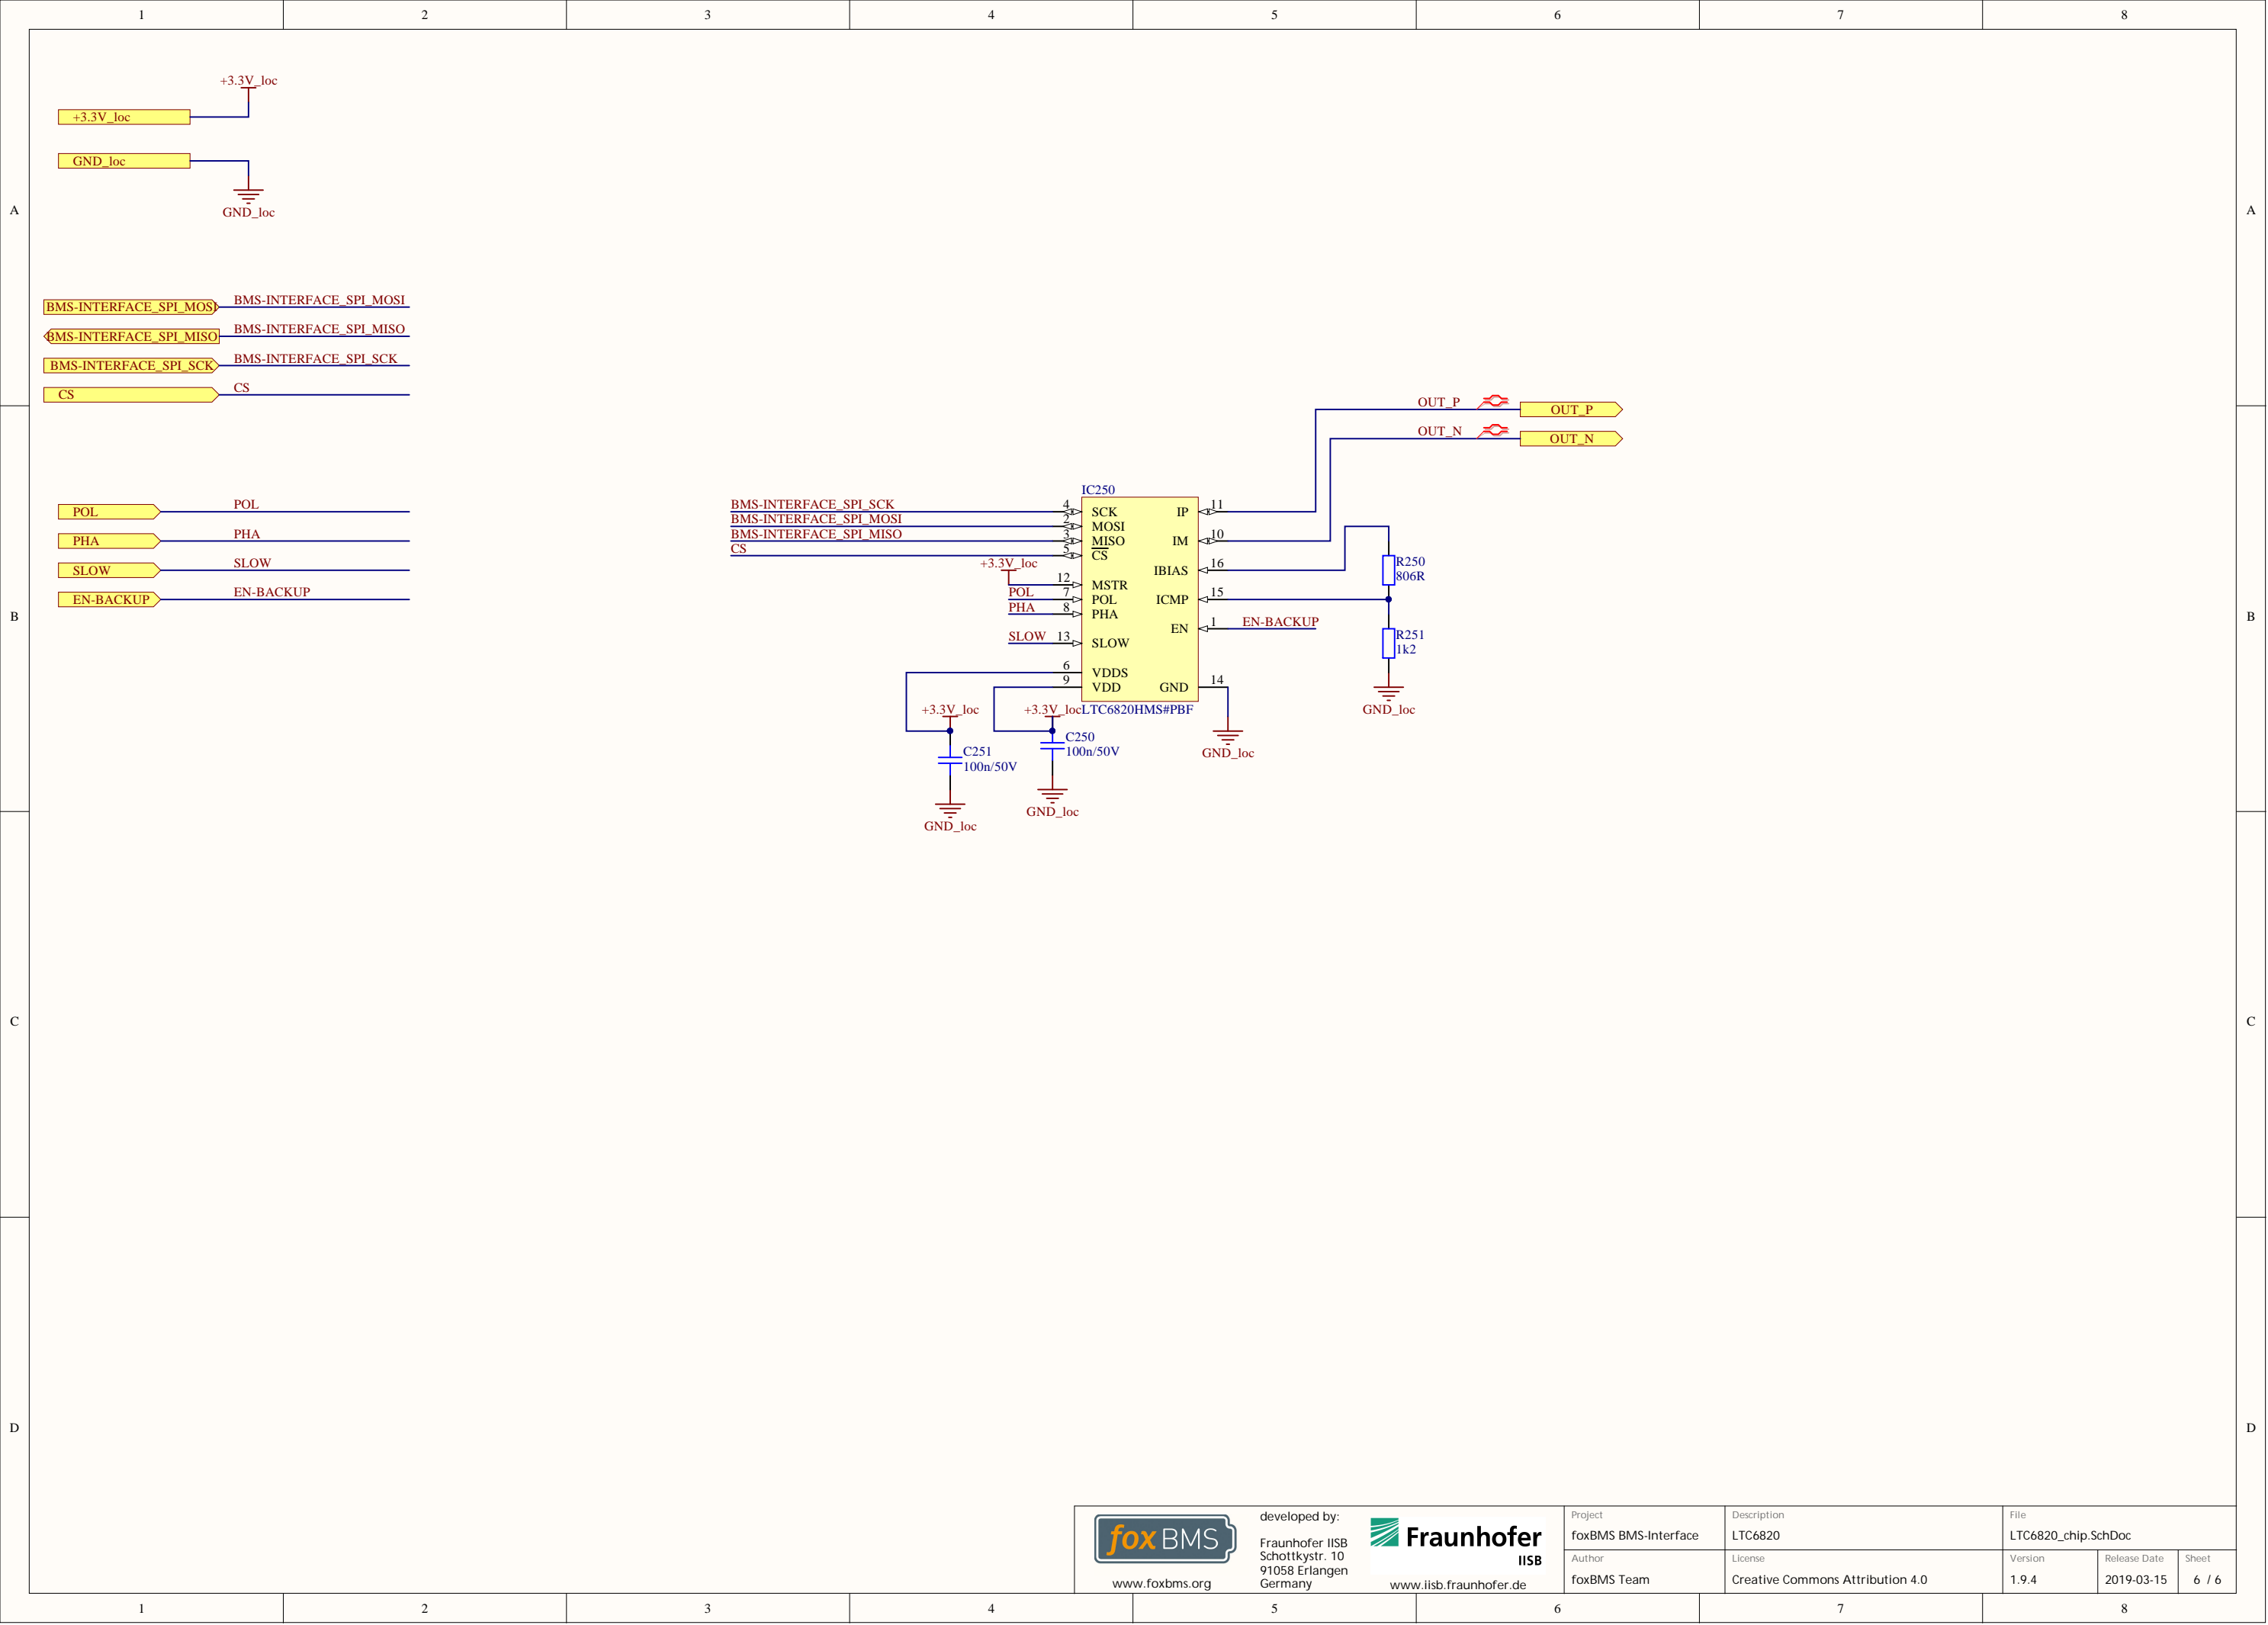 1 2 3 4 5 6 7 8
+3.3V_loc
+3.3V_loc
GND_loc
GND_loc
A A
BMS-INTERFACE_SPI_MOSI BMS-INTERFACE_SPI_MOSI
BMS-INTERFACE_SPI_MISO BMS-INTERFACE_SPI_MISO
BMS-INTERFACE_SPI_SCK BMS-INTERFACE_SPI_SCK
CS CS
OUT_P OUT_P
OUT_N OUT_N
POL POL
PHA PHA
SLOW SLOW
EN-BACKUP EN-BACKUP
B B
IC250
BMS-INTERFACE_SPI_SCK 4 SCK IP 11
BMS-INTERFACE_SPI_MOSI 2 MOSI
BMS-INTERFACE_SPI_MISO 3 MISO IM 10
CS 5 CS
+3.3V_loc
IBIAS 16
12 MSTR
POL 7 POL ICMP 15
PHA 8 PHA
EN 1 EN-BACKUP
SLOW 13 SLOW
6 VDDS
9 VDD GND 14
R250
806R
R251
1k2
GND_loc
+3.3V_loc +3.3V_loc LTC6820HMS#PBF
C250
100n/50V
C251
100n/50V
GND_loc
GND_loc
GND_loc
C C
D D
fox BMS
www.foxbms.org
developed by:
Fraunhofer IISB
Schottkystr. 10
91058 Erlangen
Germany
Fraunhofer
IISB
www.iisb.fraunhofer.de
Project
foxBMS BMS-Interface
Description
LTC6820
File
LTC6820_chip.SchDoc
Author
foxBMS Team
License
Creative Commons Attribution 4.0
Version
1.9.4
Release Date
2019-03-15
Sheet
6 / 6
1 2 3 4 5 6 7 8